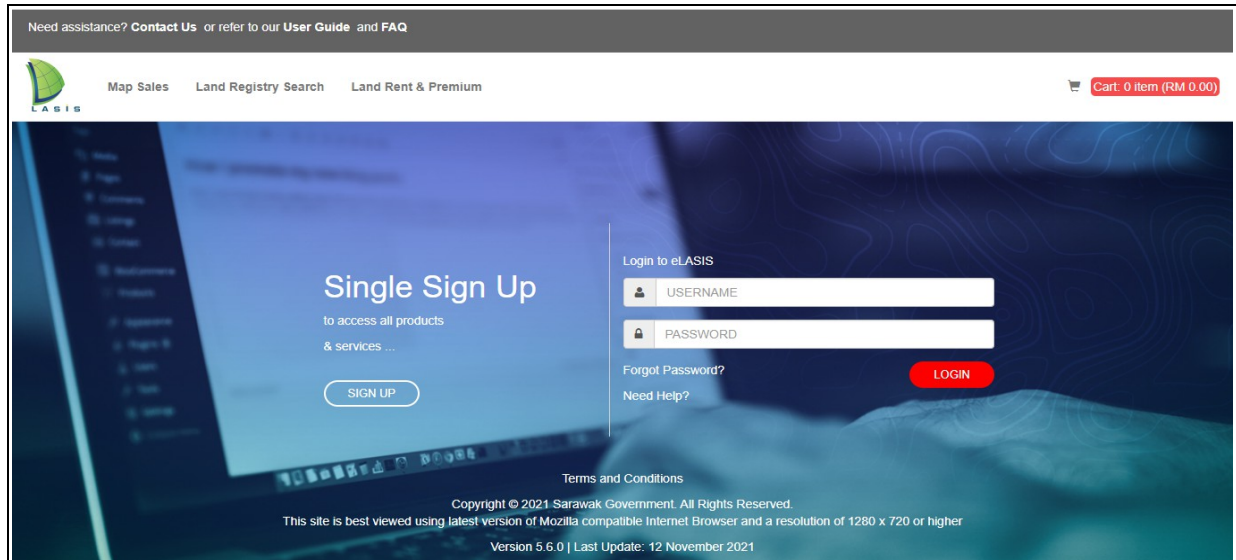 Need assistance? Contact Us or refer to our User Guide and FAQ
LASIS
Map Sales Land Registry Search Land Rent & Premium
Cart: 0 item (RM 0.00)
Single Sign Up
to access all products
& services ...
SIGN UP
Login to eLASIS
USERNAME
PASSWORD
Forgot Password?
LOGIN
Need Help?
Terms and Conditions
Copyright © 2021 Sarawak Government. All Rights Reserved.
This site is best viewed using latest version of Mozilla compatible Internet Browser and a resolution of 1280 x 720 or higher
Version 5.6.0 | Last Update: 12 November 2021